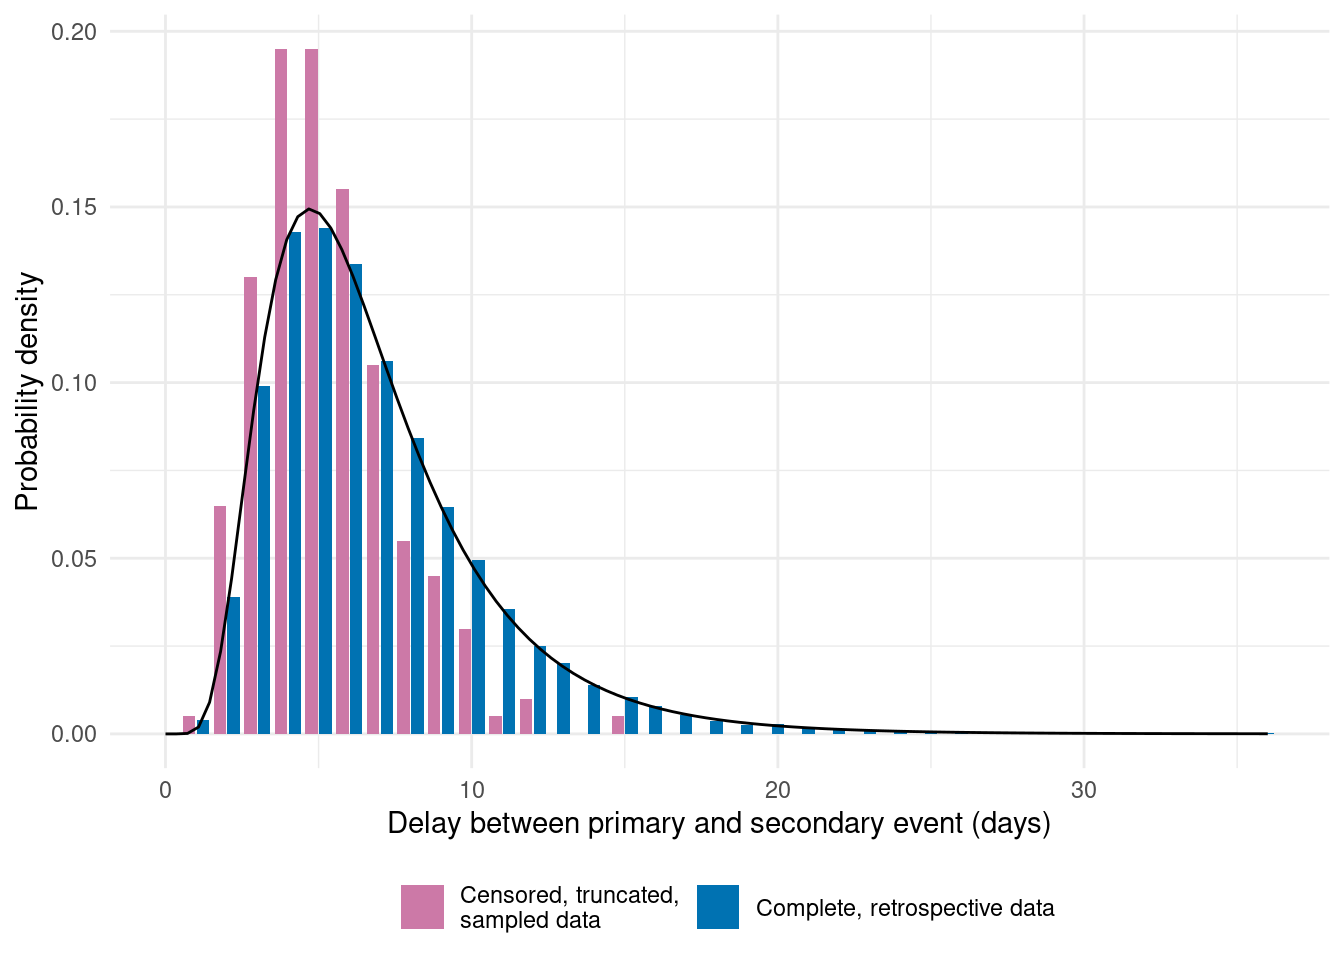 0.20
0.15
0.10
0.05
0.00
Probability density
0
10
20
30
Delay between primary and secondary event (days)
Censored, truncated,
sampled data
Complete, retrospective data